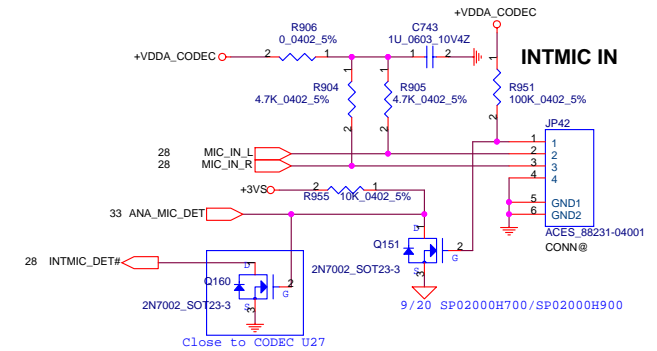 +VDDA_CODEC
R906
0_0402_5%
C743
1U_0603_10V4Z
INTMIC IN
+VDDA_CODEC
2
1
1
2
1
R904
4.7K_0402_5%
1
2
R905
4.7K_0402_5%
1
2
R951
100K_0402_5%
2
JP42
28 MIC_IN_L
28 MIC_IN_R
1 1
2 2
3 3
4 4
5 GND1
6 GND2
ACES_88231-04001
CONN@
+3VS
2
1
R955 10K_0402_5%
33 ANA_MIC_DET
Q151
D
1
2
G
S
3
2N7002_SOT23-3
28 INTMIC_DET#
Q160
D
1
2
G
S
3
2N7002_SOT23-3
9/20 SP02000H700/SP02000H900
Close to CODEC U27